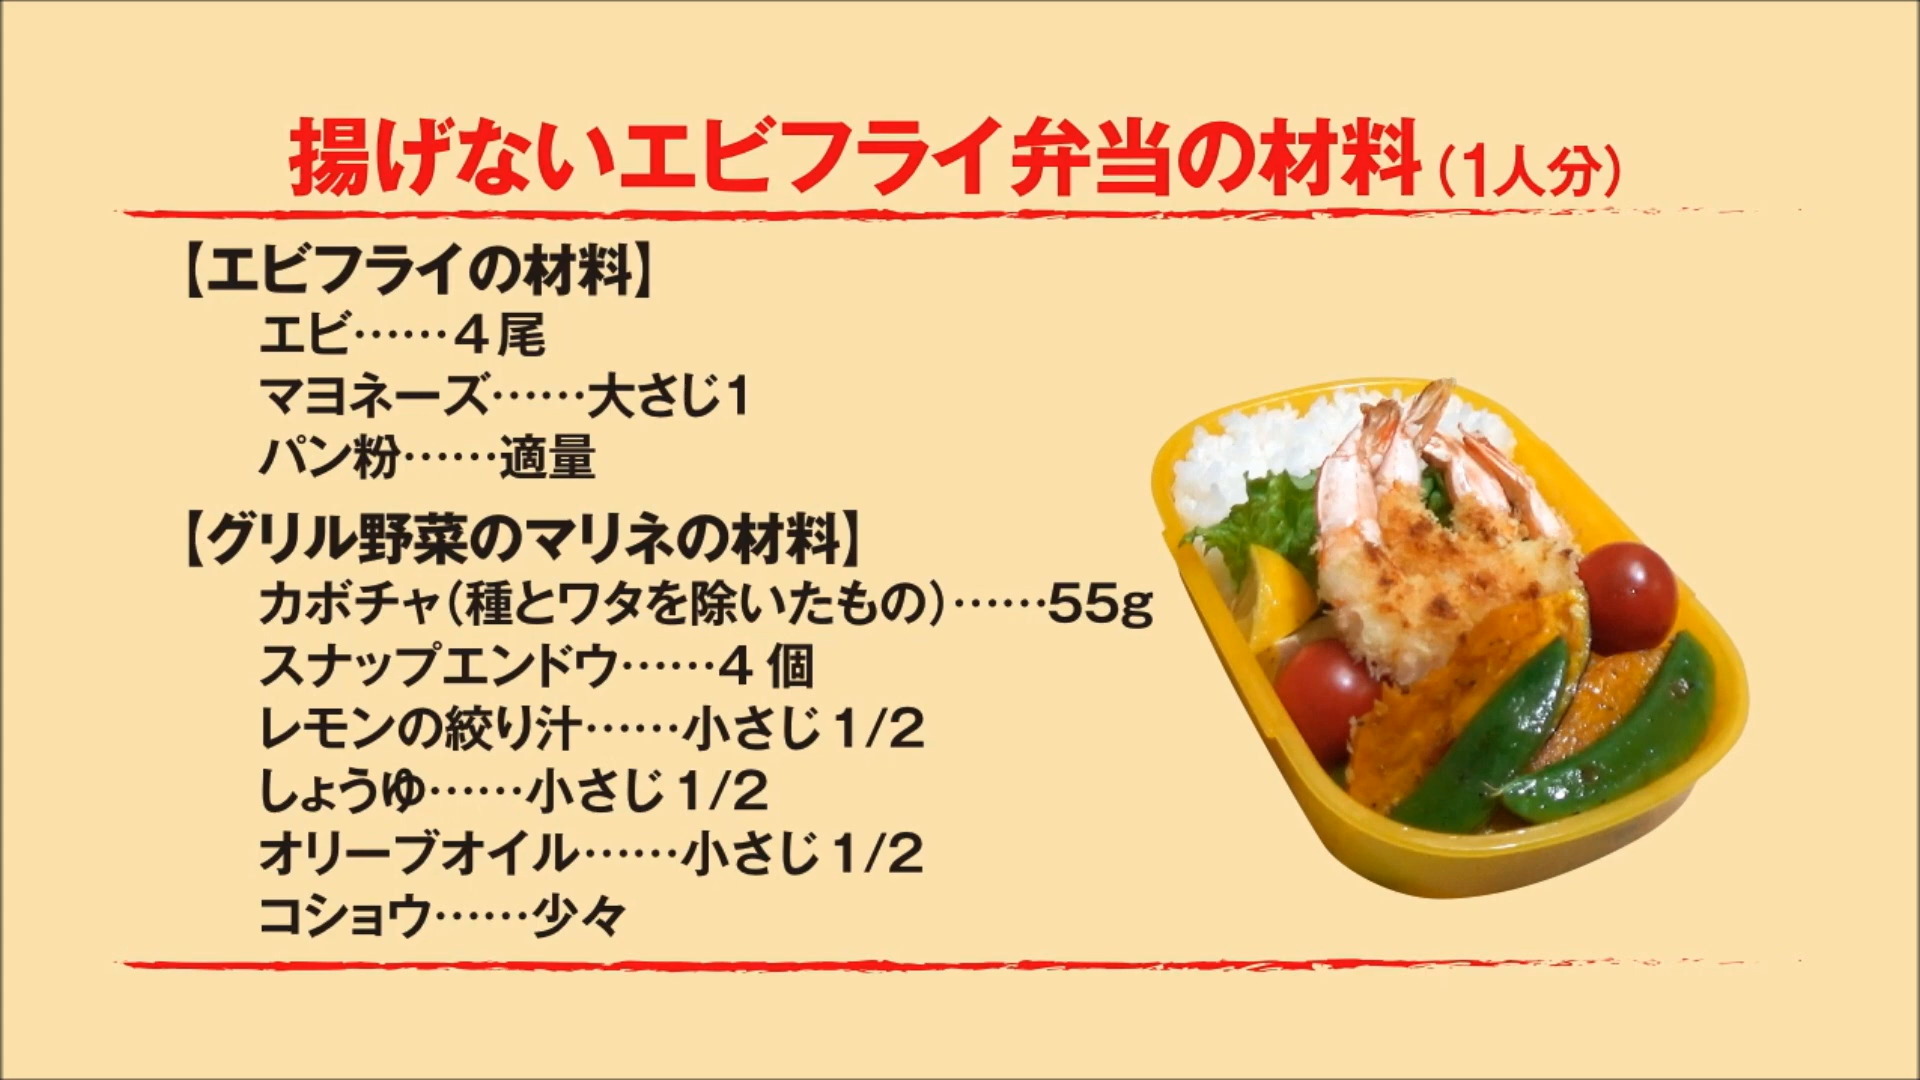 揚げないエビフライ弁当の材料(1人分)
【エビフライの材料】
エビ……4尾
マヨネーズ……大さじ1
パン粉……適量
【グリル野菜のマリネの材料】
カボチャ(種とワタを除いたもの)……55g
スナップエンドウ……4個
レモンの絞り汁……小さじ1/2
しょうゆ……小さじ1/2
オリーブオイル……小さじ1/2
コショウ……少々